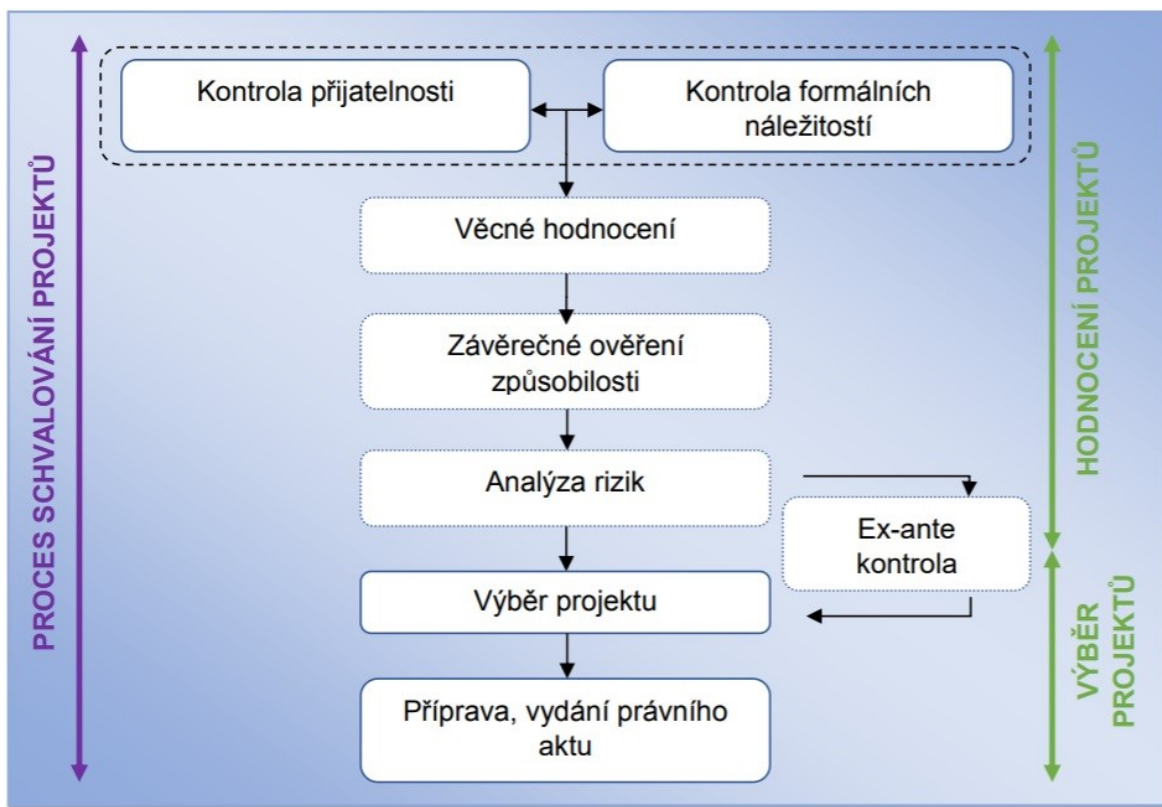 PROCES SCHVALOVÁNÍ PROJEKTŮ
Kontrola přijatelnosti
Kontrola formálních
náležitostí
Věcné hodnocení
Závěrečné ověření
způsobilosti
Analýza rizik
Ex-ante
kontrola
Výběr projektu
Příprava, vydání právního
aktu
HODNOCENÍ PROJEKTŮ
VÝBĚR
PROJEKTŮ